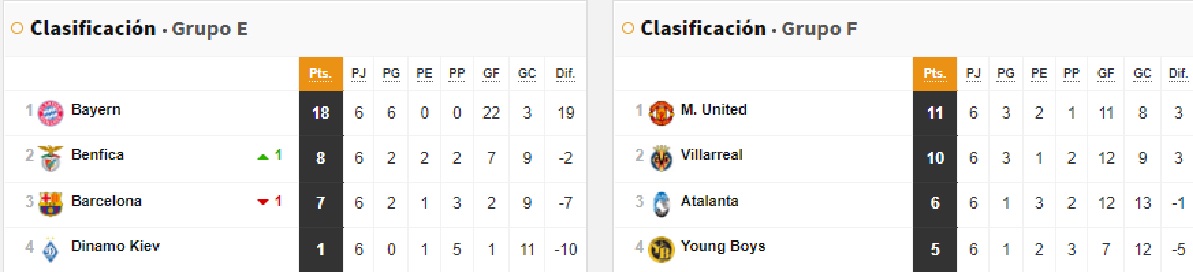 Clasificación · Grupo E
Pts. PJ PG PE PP GF GC Dif.
1 Bayern 18 6 6 0 0 22 3 19
2 Benfica 1 8 6 2 2 2 7 9 -2
3 Barcelona 1 7 6 2 1 3 2 9 -7
4 Dinamo Kiev 1 6 0 1 5 1 11 -10
Clasificación · Grupo F
Pts. PJ PG PE PP GF GC Dif.
1 M. United 11 6 3 2 1 11 8 3
2 Villarreal 10 6 3 1 2 12 9 3
3 Atalanta 6 6 1 3 2 12 13 -1
4 Young Boys 5 6 1 2 3 7 12 -5